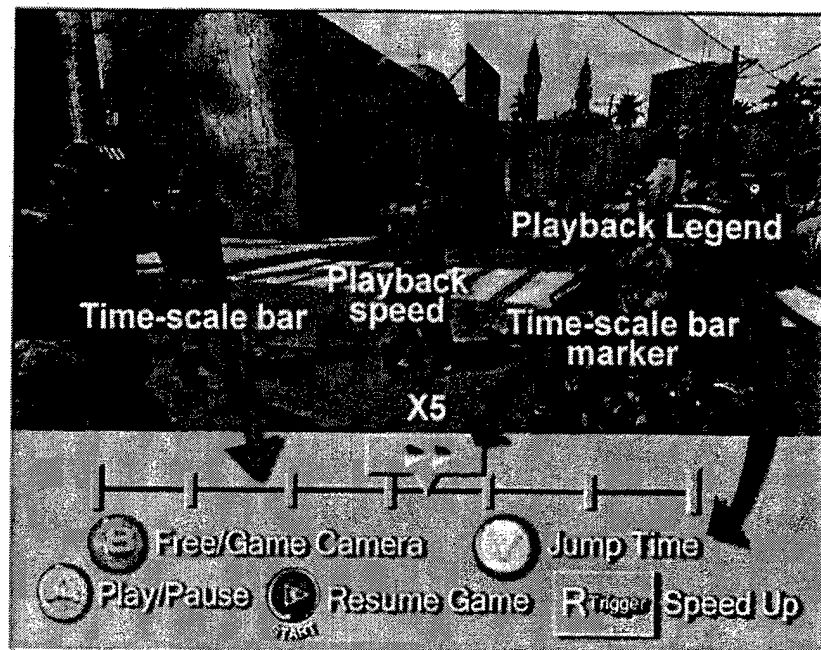 Playback Legend
Playback
speed
Time-scale bar
Time-scale bar
marker
X5
B Free/Game Camera
Y Jump Time
A Play/Pause
START Resume Game
R Trigger Speed Up